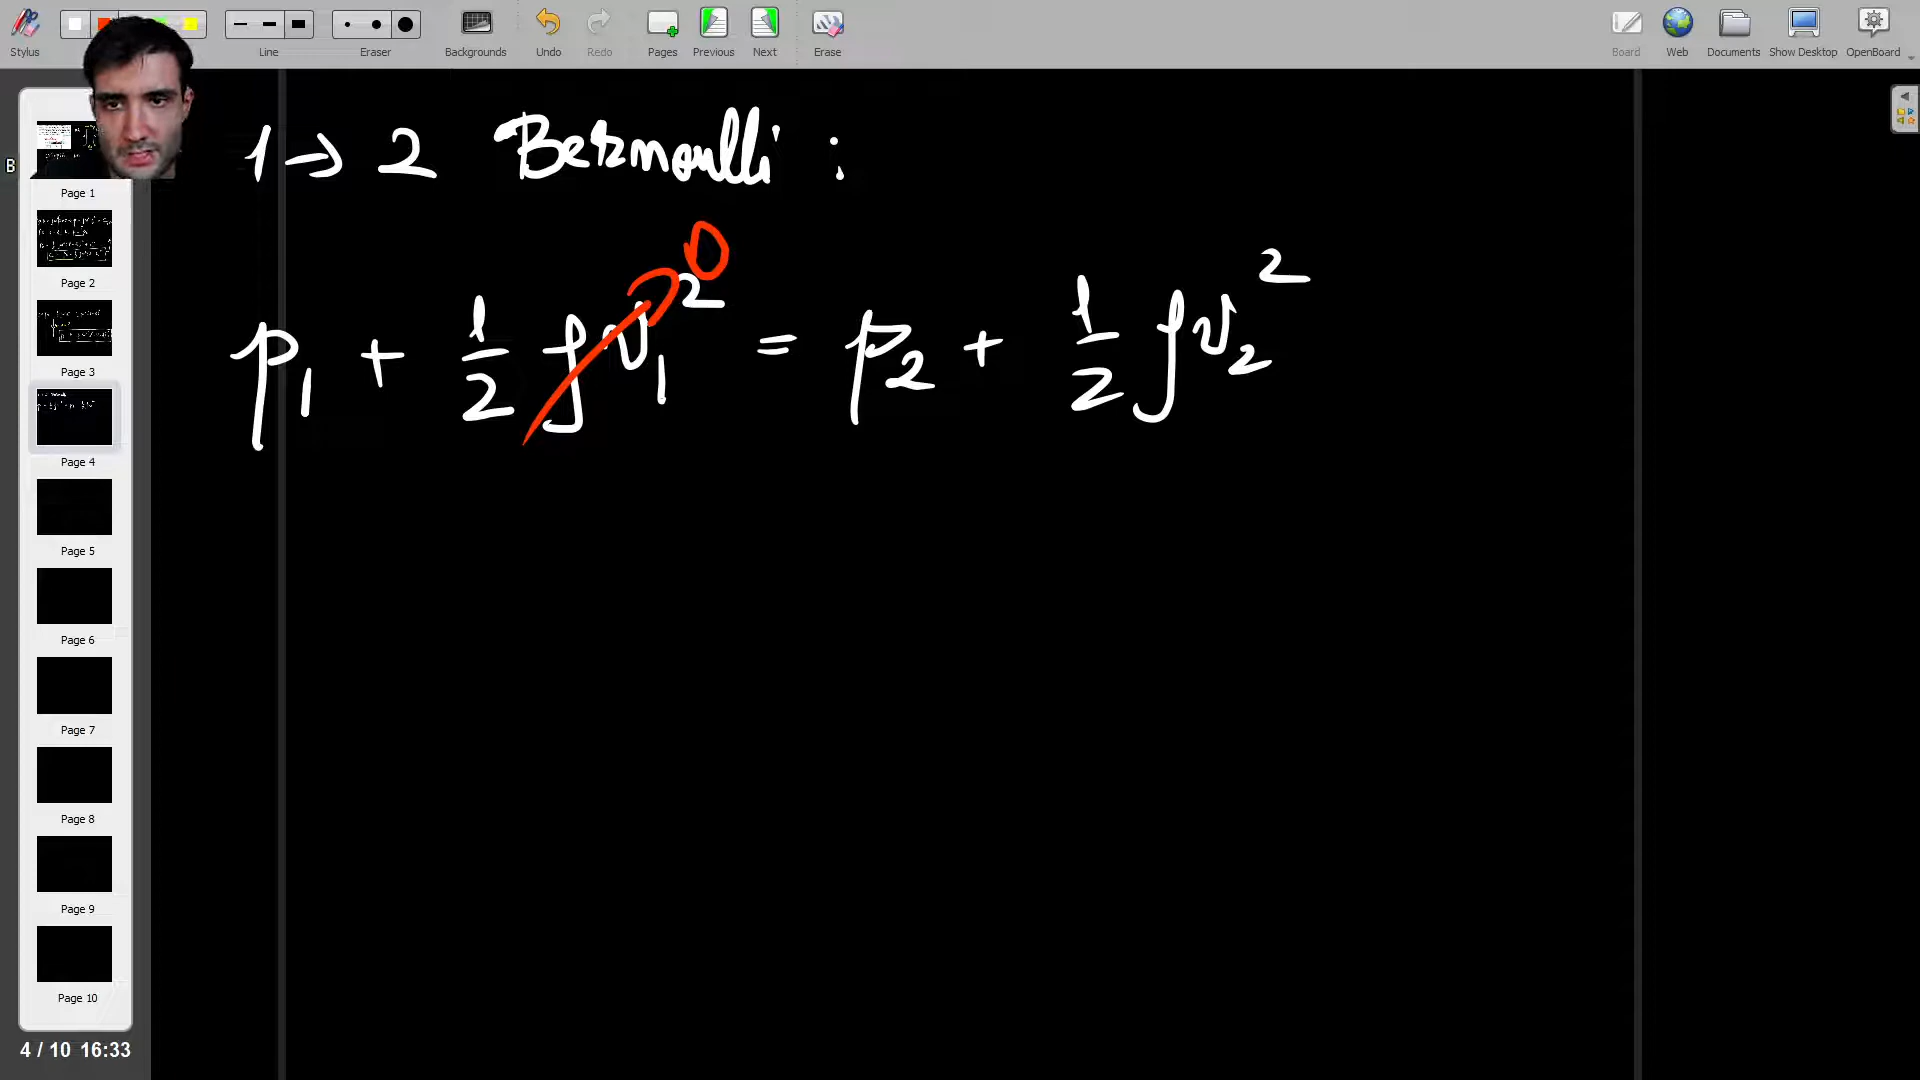 Stylus
Line
Eraser
Backgrounds
Undo
Redo
Pages
Previous
Next
Erase
Board
Web
Documents
Show Desktop
OpenBoard
B
Page 1
Page 2
Page 3
Page 4
Page 5
Page 6
Page 7
Page 8
Page 9
Page 10
4 / 10 16:33
1 → 2 Bernoulli :
p₁ + 1/2 ρv₁² → 0 = p₂ + 1/2 ρv₂²